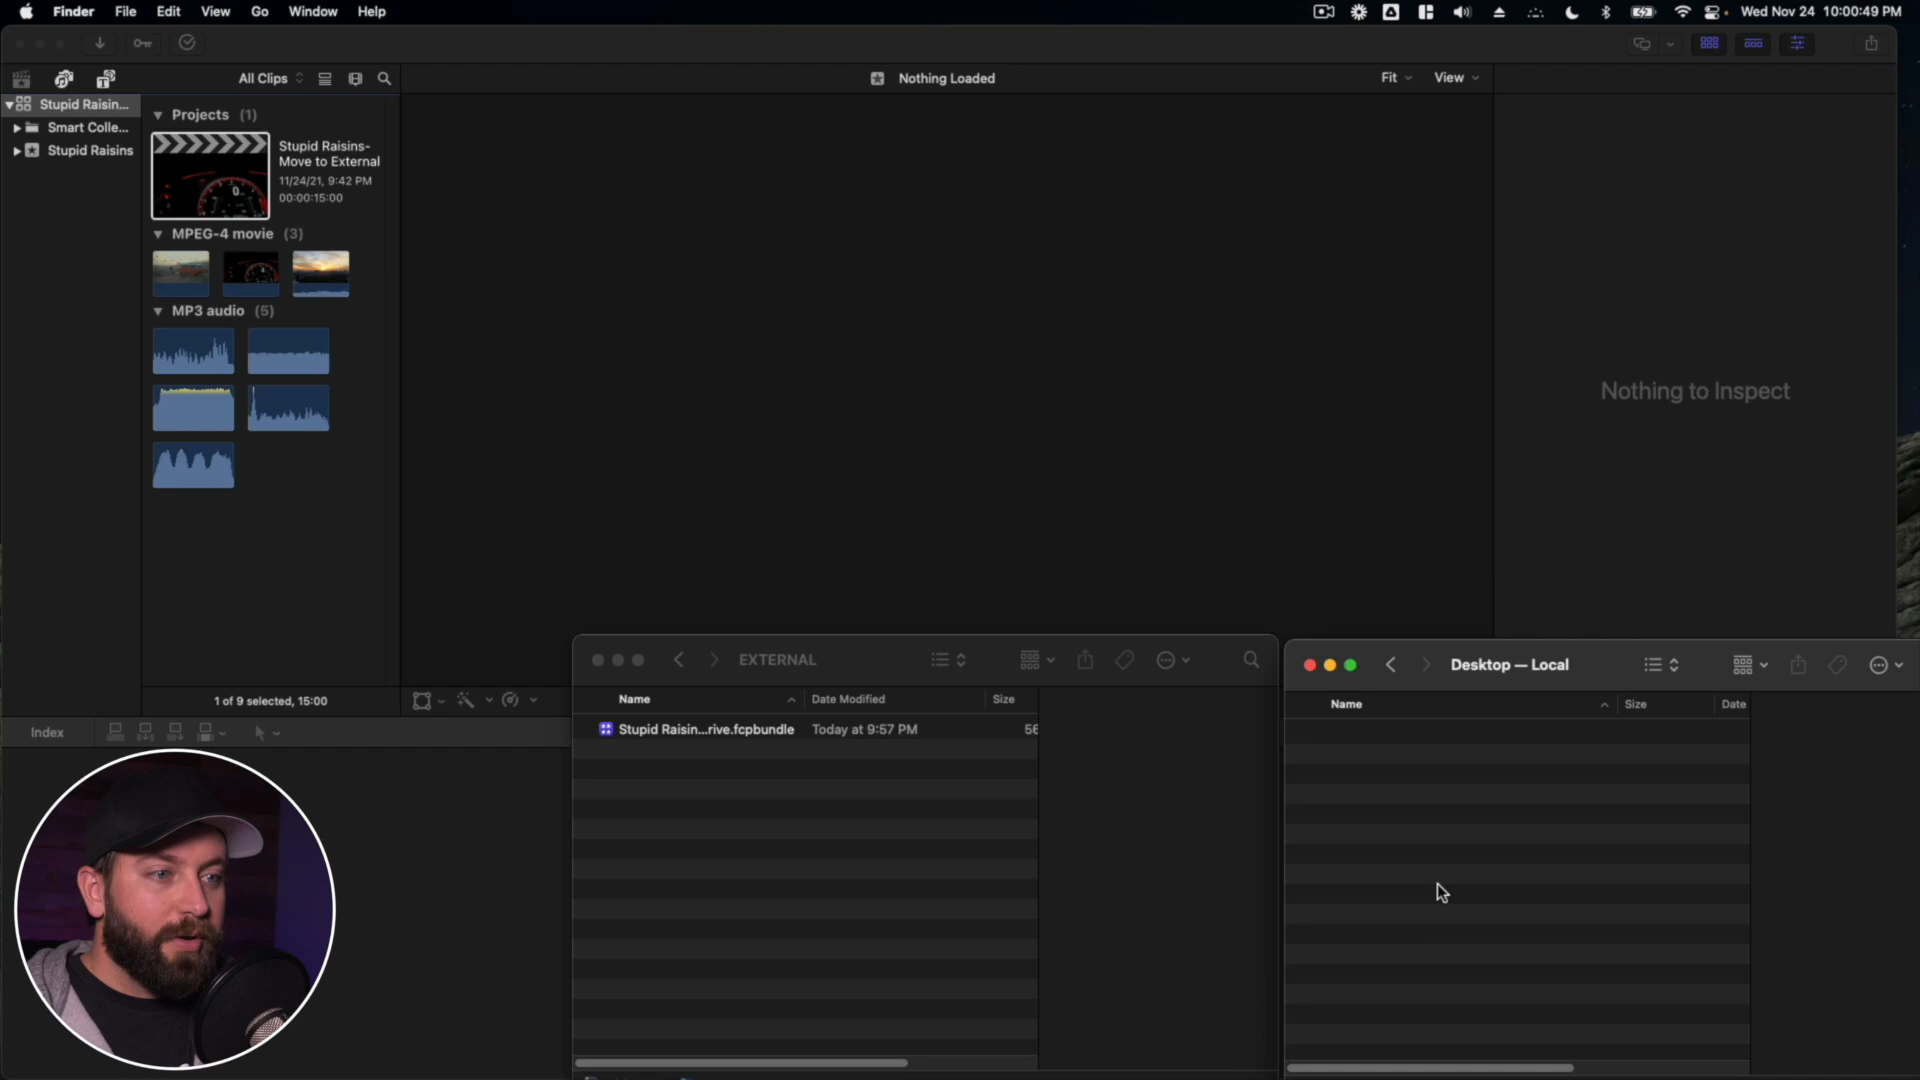 Finder File Edit View Go Window Help
Wed Nov 24 10:00:49 PM
All Clips
Nothing Loaded
Fit View
Stupid Raisin...
Smart Colle...
Stupid Raisins
Projects (1)
Stupid Raisins-
Move to External
11/24/21, 9:42 PM
00:00:15:00
MPEG-4 movie (3)
MP3 audio (5)
Nothing to Inspect
1 of 9 selected, 15:00
Index
EXTERNAL
Name Date Modified Size
Stupid Raisin...rive.fcpbundle Today at 9:57 PM 56
Desktop — Local
Name Size Date